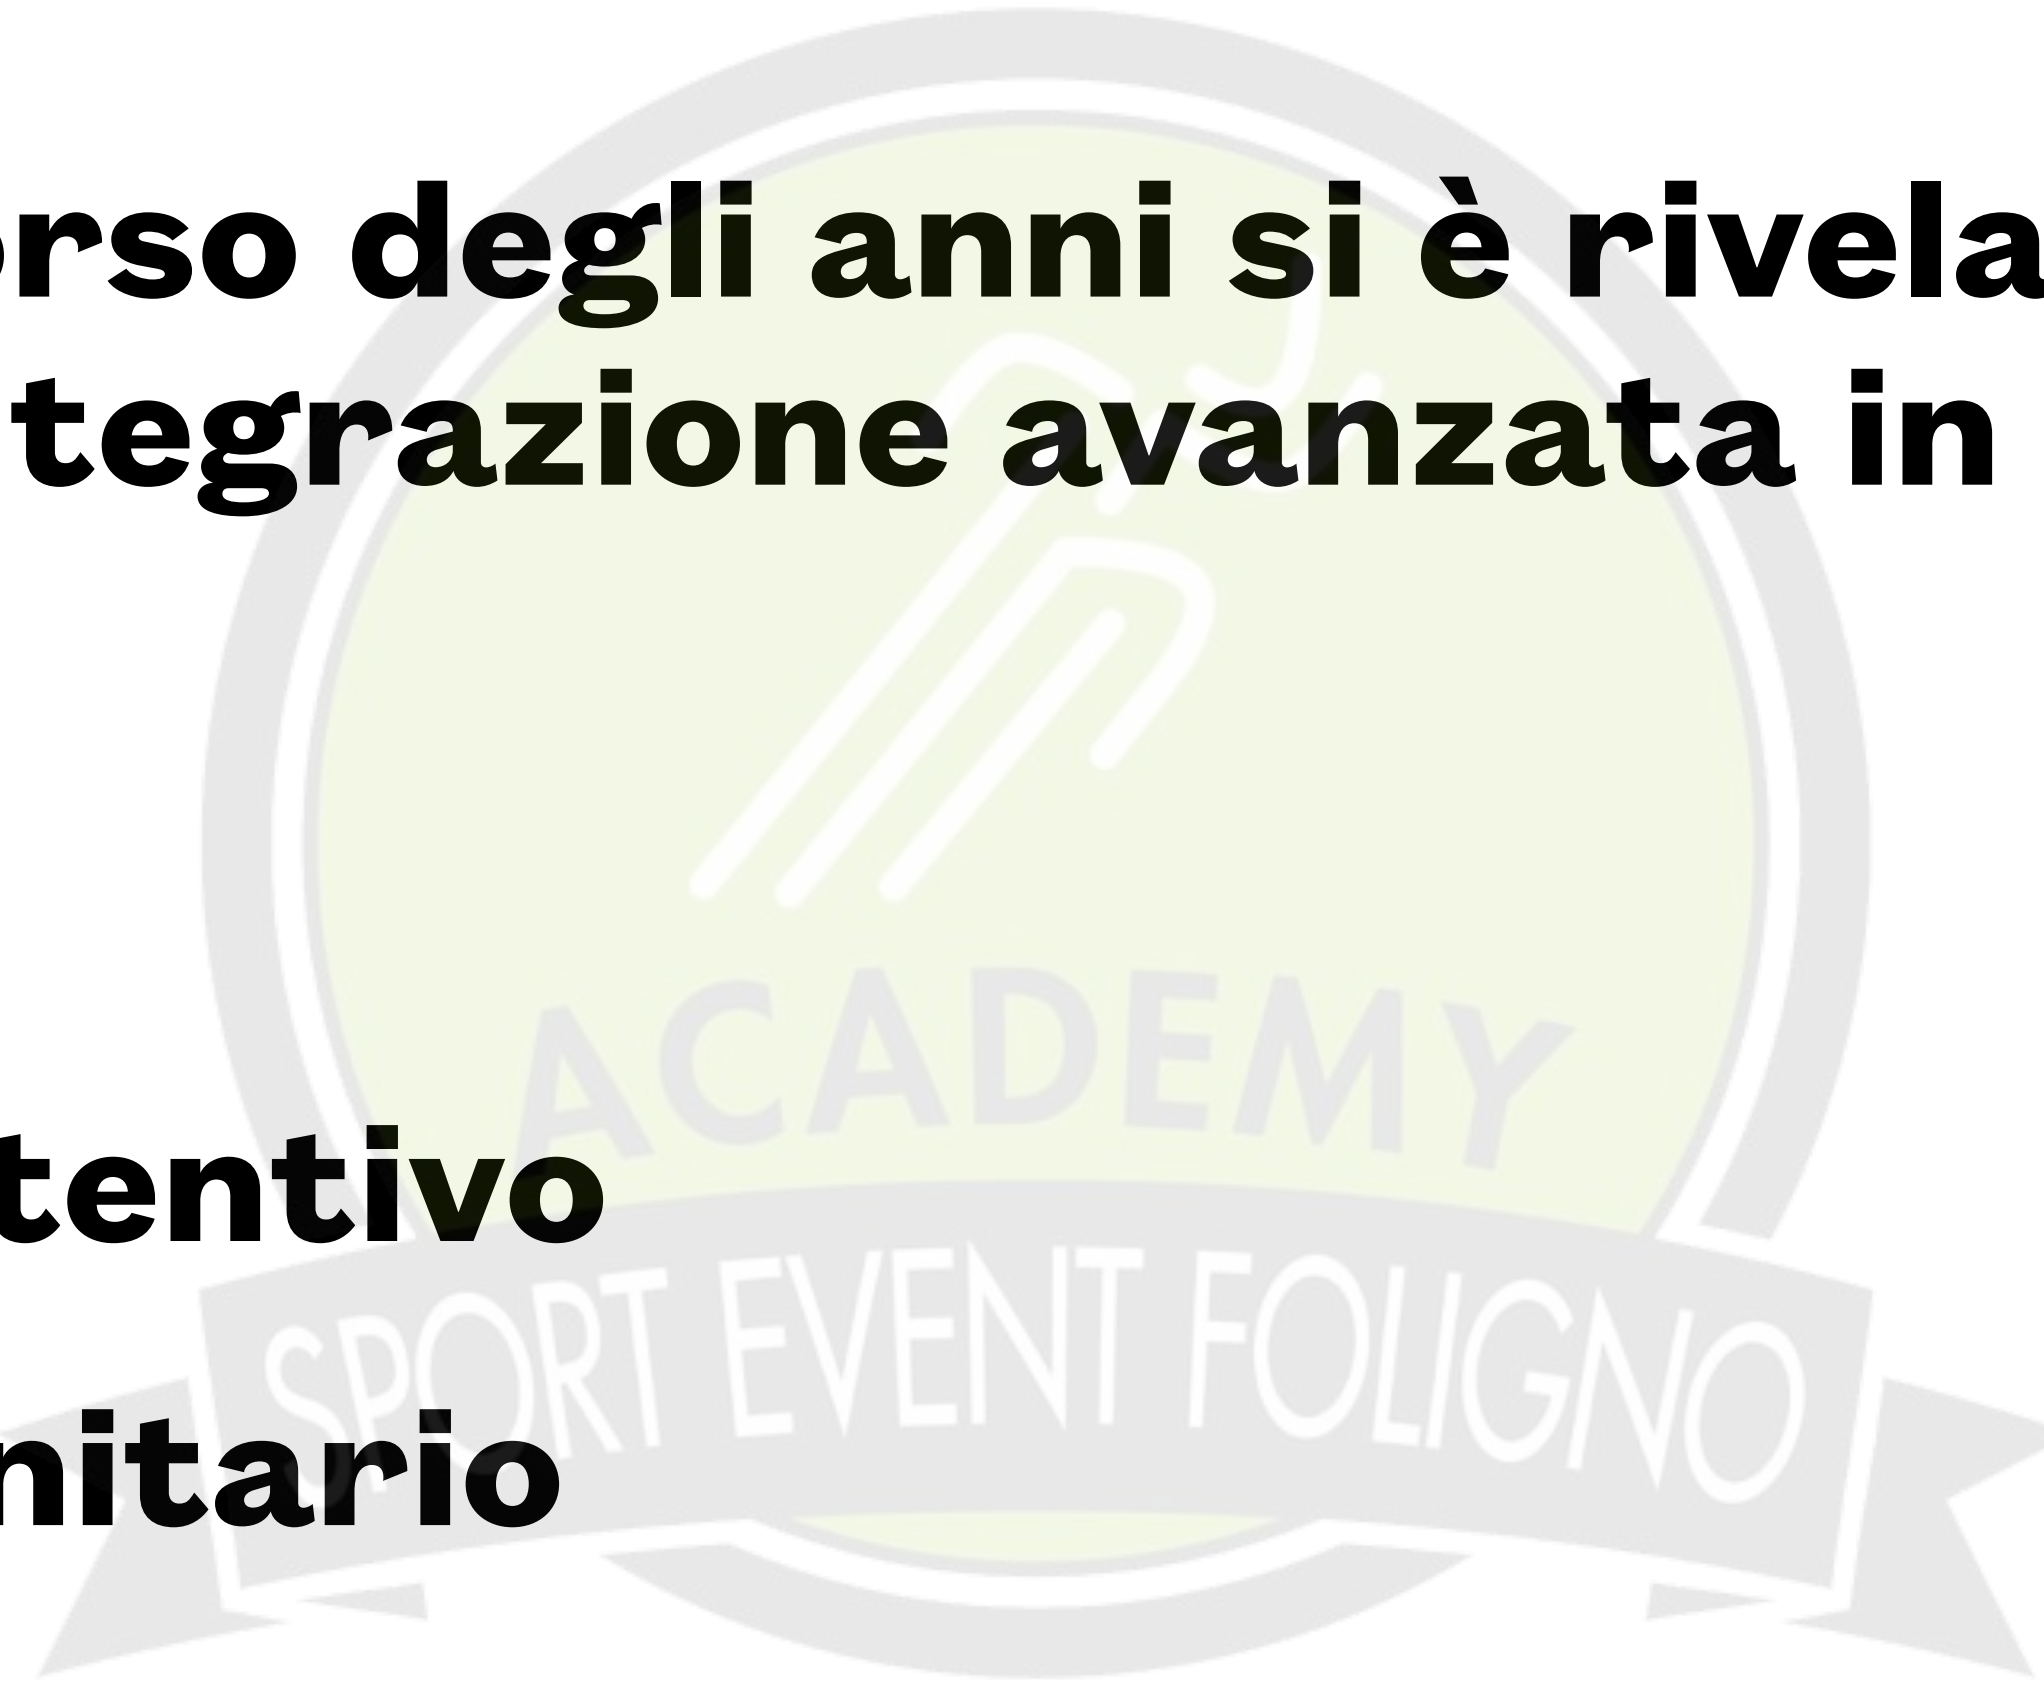 orso degli anni si è rivela
tegrazione avanzata in
ACADEMY
tentivo
SPORT EVENT FOLIGNO
nitario